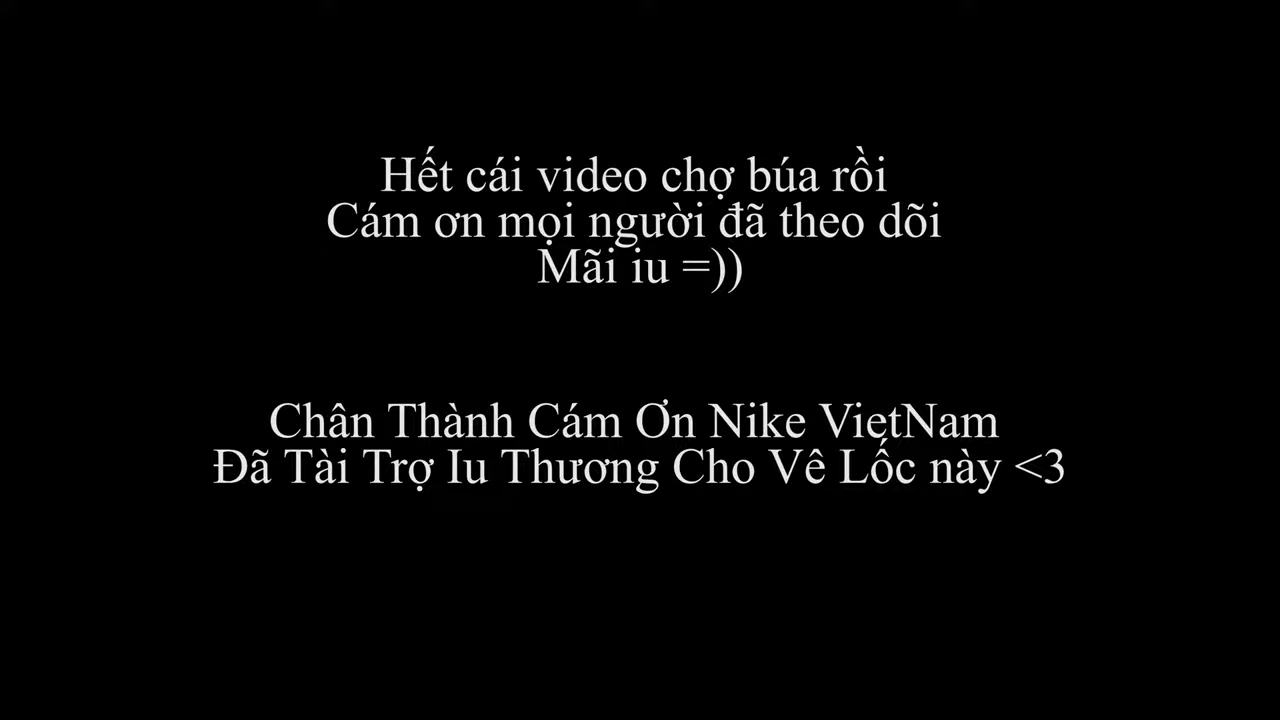 Hết cái video chợ búa rồi
Cám ơn mọi người đã theo dõi
Mãi iu =))
Chân Thành Cám Ơn Nike VietNam
Đã Tài Trợ Iu Thương Cho Vê Lốc này <3